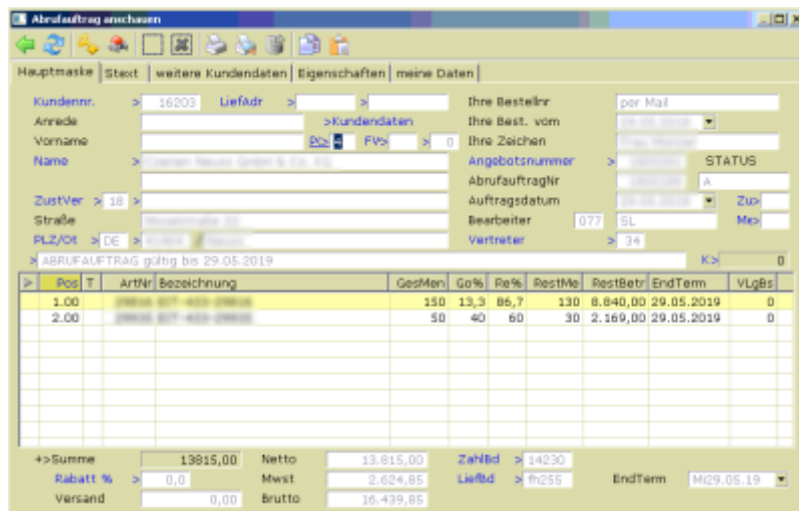 Abrufauftrag anschauen
Hauptmaske Stext weitere Kundendaten Eigenschaften meine Daten
Kundennr. > 16203 LiefAdr > > Ihre Bestellnr per Mail
Anrede >Kundendaten Ihre Best. vom
Vorname PC> 4 FV> > 0 Ihre Zeichen
Name > Angebotsnummer > STATUS
AbrufauftragNr A
ZustVer > 18 > Auftragsdatum Zu>
Straße Bearbeiter 077 SL Me>
PLZ/Ot > DE > / Vertreter > 34
> ABRUFAUFTRAG gültig bis 29.05.2019 K> 0
> Pos T ArtNr Bezeichnung GesMen Go% Re% RestMe RestBetr EndTerm VLgBs
1.00 150 13,3 86,7 130 8.840,00 29.05.2019 0
2.00 50 40 60 30 2.169,00 29.05.2019 0
+>Summe 13815,00 Netto 13.815,00 ZahlBd > 14230
Rabatt % > 0,0 Mwst 2.624,85 LiefBd > fh255 EndTerm Mi29.05.19
Versand 0,00 Brutto 16.439,85